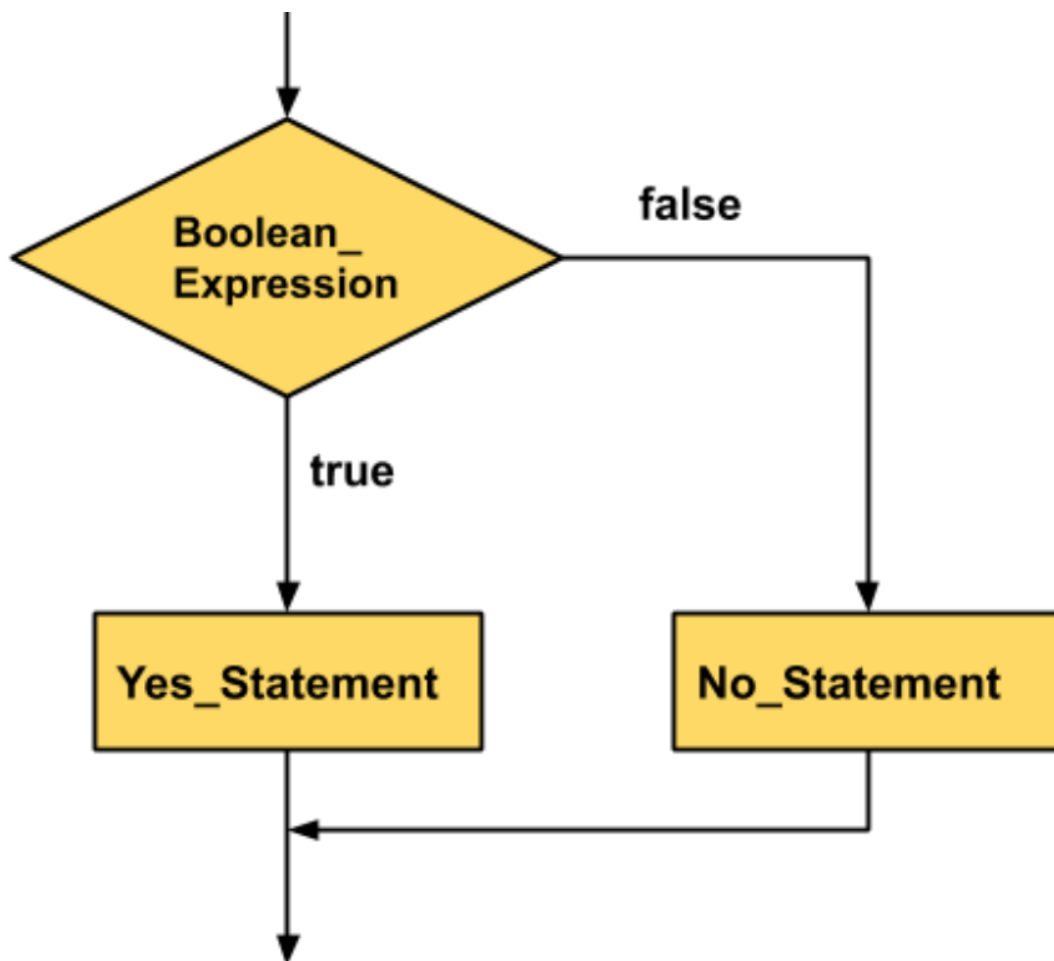 Boolean_
Expression
false
true
Yes_Statement
No_Statement